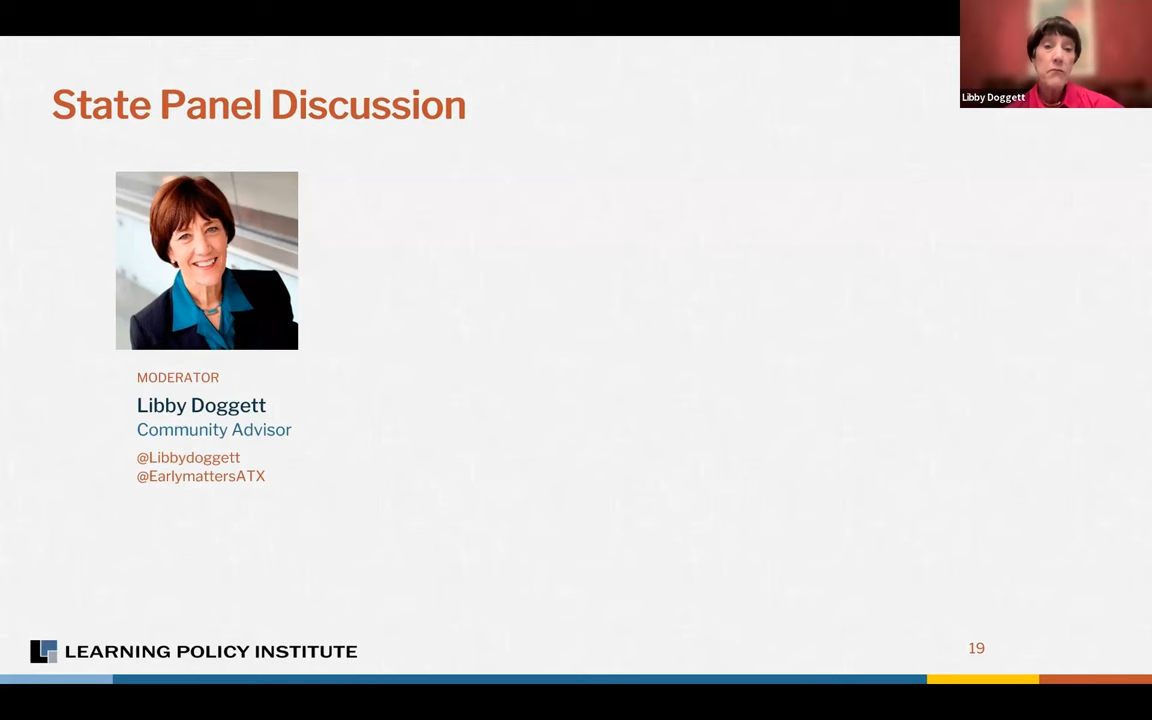 State Panel Discussion
Libby Doggett
MODERATOR
Libby Doggett
Community Advisor
@Libbydoggett
@EarlymattersATX
LEARNING POLICY INSTITUTE
19